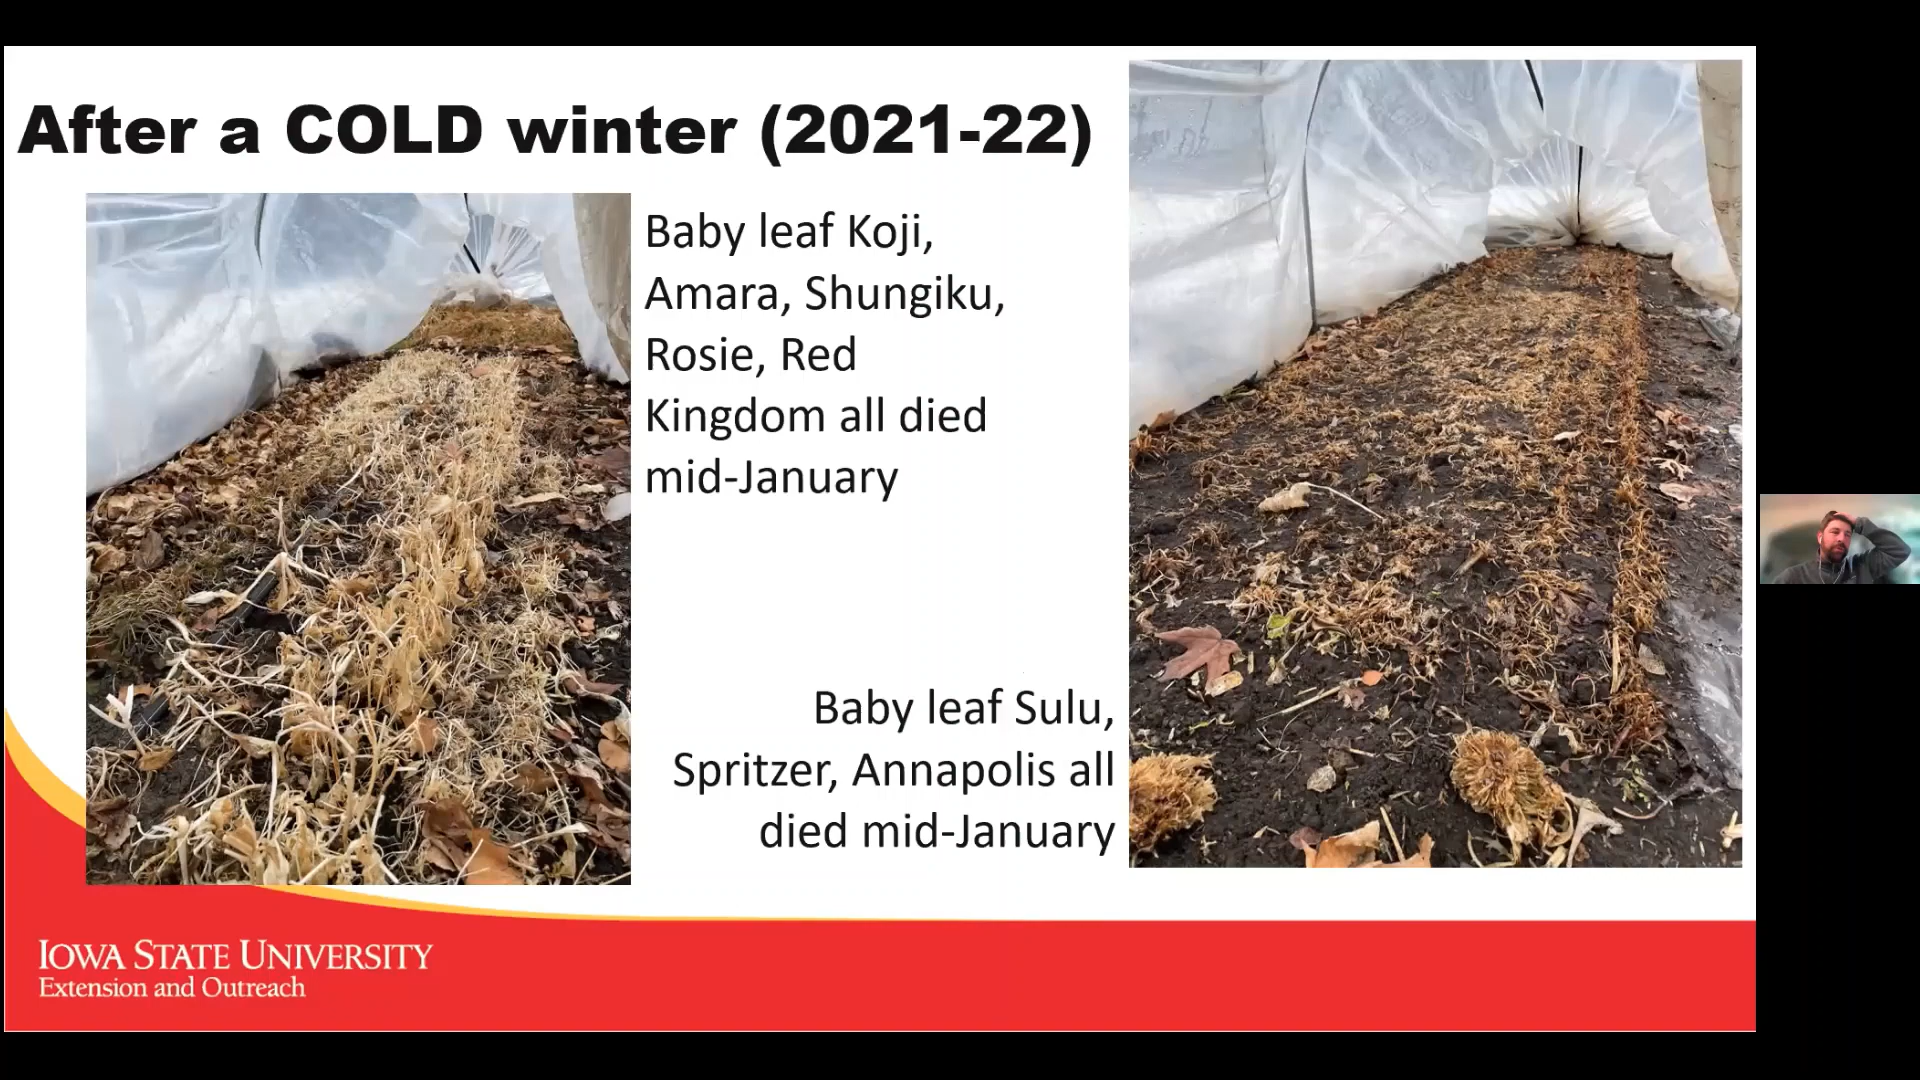 After a COLD winter (2021-22)
Baby leaf Koji,
Amara, Shungiku,
Rosie, Red
Kingdom all died
mid-January
Baby leaf Sulu,
Spritzer, Annapolis all
died mid-January
IOWA STATE UNIVERSITY
Extension and Outreach